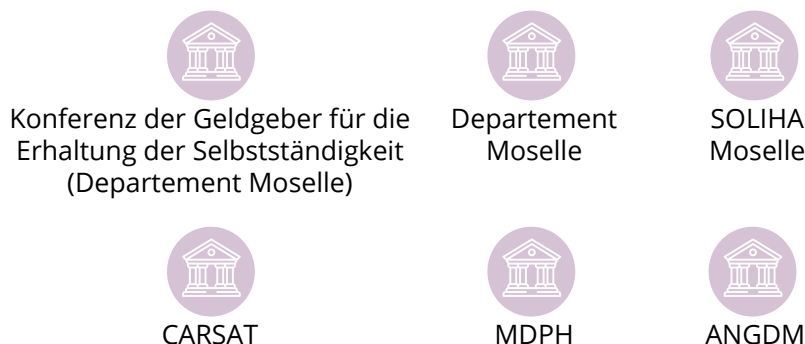 Konferenz der Geldgeber für die
Erhaltung der Selbstständigkeit
(Departement Moselle)
Departement
Moselle
SOLIHA
Moselle
CARSAT
MDPH
ANGDM